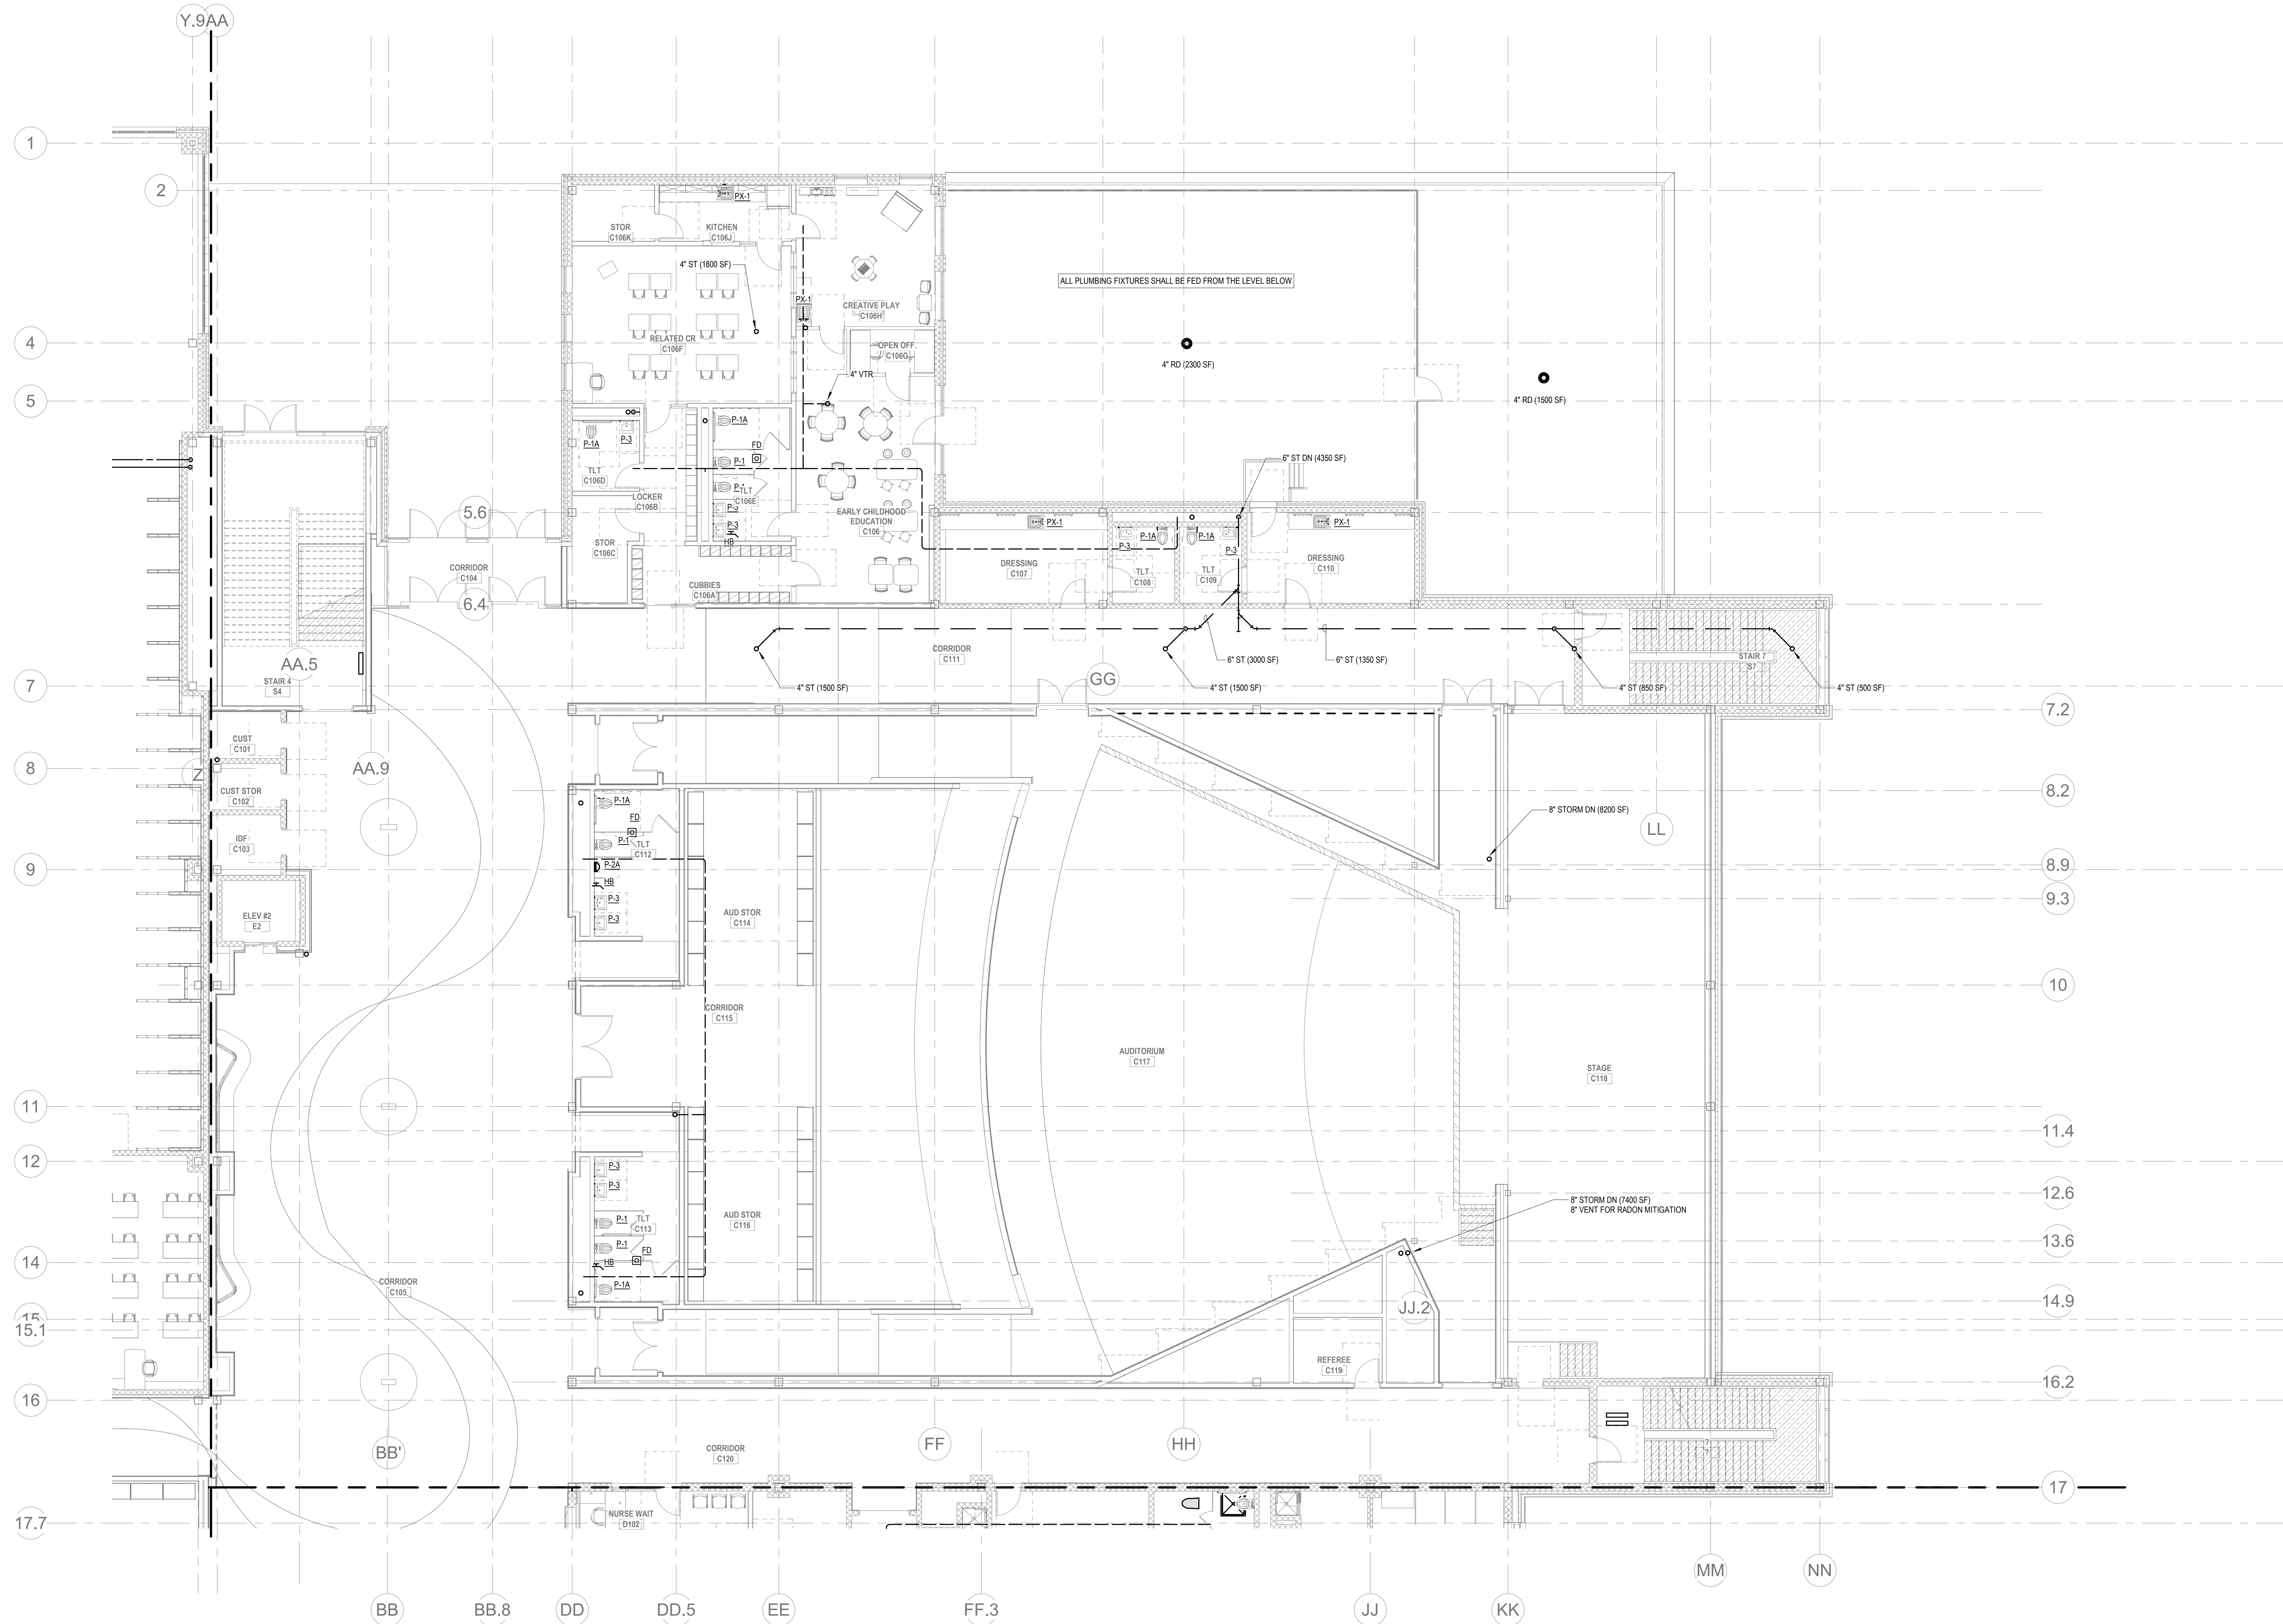 Y.9
AA
1
2
PX-1
STOR
C106K
KITCHEN
C106J
4" ST (1800 SF)
ALL PLUMBING FIXTURES SHALL BE FED FROM THE LEVEL BELOW
PX-1
CREATIVE PLAY
C106H
4
RELATED CR
C106F
OPEN OFF.
C106G
4" RD (2300 SF)
4" VTR
5
4" RD (1500 SF)
P-1A
P-1A
P-3
FD
P-1
6" ST DN (4350 SF)
TLT
C106D
TLT
C106E
LOCKER
C106B
P-3
P-3
HB
5.6
EARLY CHILDHOOD
EDUCATION
C106
PX-1
PX-1
P-1A
P-1A
P-3
P-3
STOR
C106C
DRESSING
C107
DRESSING
C110
TLT
C108
TLT
C109
CORRIDOR
C104
CUBBIES
C106A
6.4
CORRIDOR
C111
6" ST (3000 SF)
6" ST (1350 SF)
STAIR 7
S7
AA.5
STAIR 4
S4
GG
7
4" ST (1500 SF)
4" ST (1500 SF)
4" ST (850 SF)
4" ST (500 SF)
7.2
CUST
C101
8
Z
AA.9
CUST STOR
C102
8.2
P-1A
FD
8" STORM DN (8200 SF)
LL
IDF
C103
P-1
TLT
C112
9
P-2A
8.9
HB
P-3
P-3
9.3
ELEV #2
E2
AUD STOR
C114
10
CORRIDOR
C115
AUDITORIUM
C117
STAGE
C118
11
11.4
12
P-3
P-3
12.6
8" STORM DN (7400 SF)
8" VENT FOR RADON MITIGATION
AUD STOR
C116
P-1
TLT
C113
P-1
FD
13.6
14
HB
P-1A
CORRIDOR
C105
14.9
JJ.2
15
15.1
REFEREE
C119
16
16.2
BB'
CORRIDOR
C120
FF
HH
?
?
17
NURSE WAIT
D102
17.7
MM
NN
BB
BB.8
DD
DD.5
EE
FF.3
JJ
KK